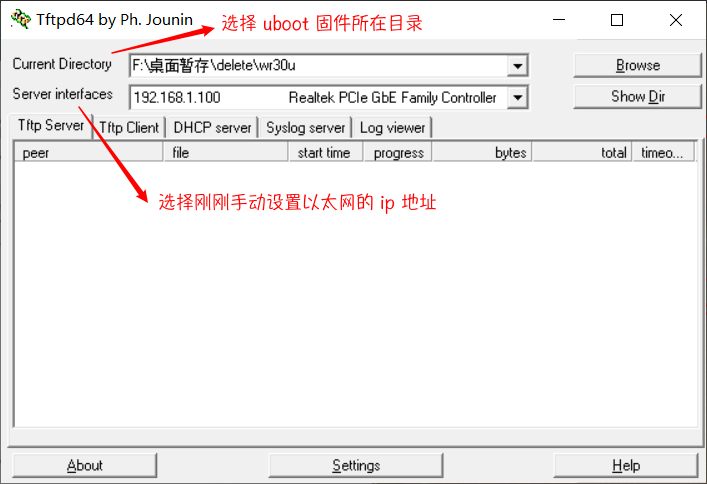 Tftpd64 by Ph. Jounin
选择 uboot 固件所在目录
Current Directory
F:\桌面暂存\delete\wr30u
Browse
Server interfaces
192.168.1.100 Realtek PCIe GbE Family Controller
Show Dir
Tftp Server Tftp Client DHCP server Syslog server Log viewer
peer file start time progress bytes total timeo...
选择刚刚手动设置以太网的 ip 地址
About Settings Help